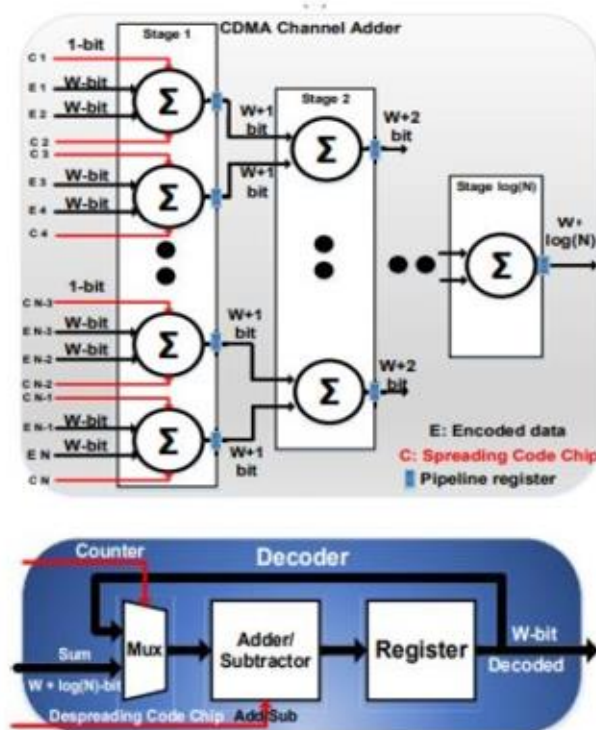 CDMA Channel Adder
Stage 1
C 1
1-bit
E 1
W-bit
E 2
W-bit
C 2
C 3
E 3
W-bit
E 4
W-bit
C 4
W+1
bit
W+1
bit
Stage 2
W+2
bit
Stage log(N)
W+
log(N)
1-bit
C N-3
E N-3
W-bit
E N-2
W-bit
C N-2
C N-1
E N-1
W-bit
E N
W-bit
C N
W+1
bit
W+1
bit
W+2
bit
Σ
Σ
Σ
Σ
Σ
Σ
Σ
E: Encoded data
C: Spreading Code Chip
Pipeline register
Counter
Decoder
Mux
Adder/
Subtractor
Register
W-bit
Decoded
Sum
W + log(N)-bit
Despreading Code Chip
Add/Sub